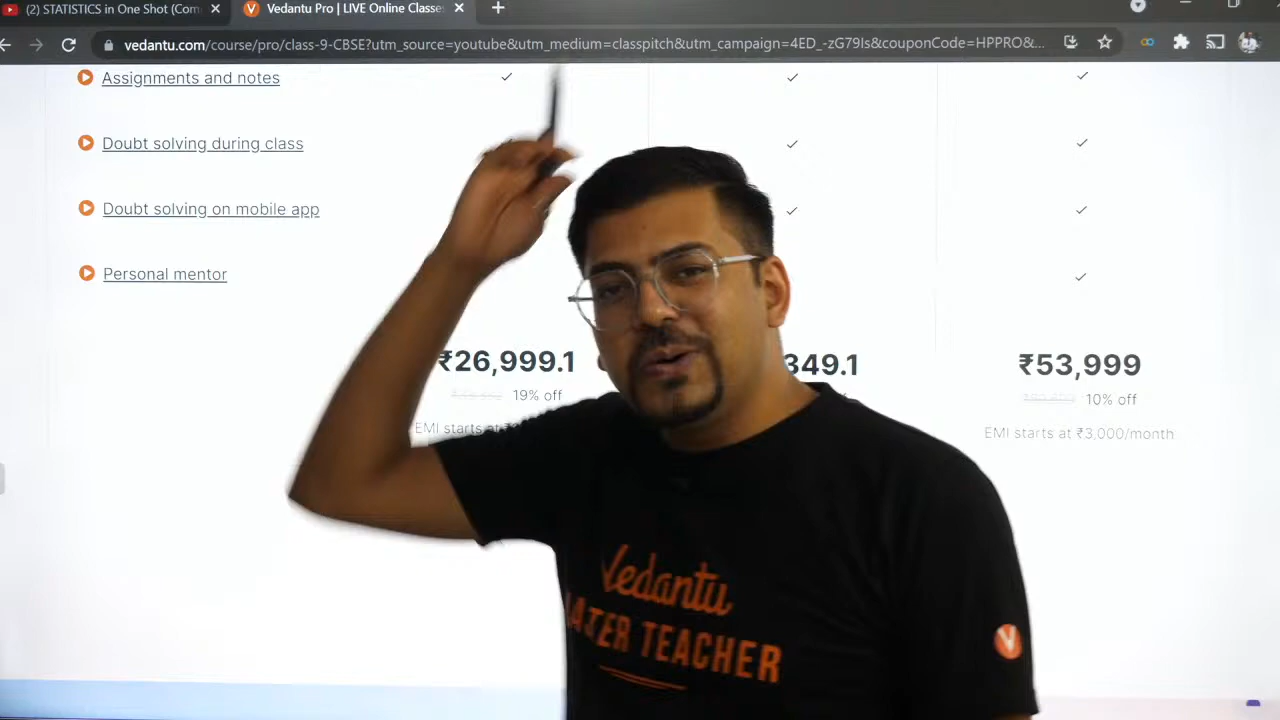 (2) STATISTICS in One Shot (Com
Vedantu Pro | LIVE Online Classe
vedantu.com/course/pro/class-9-CBSE?utm_source=youtube&utm_medium=classpitch&utm_campaign=4ED_-zG79Is&couponCode=HPPRO&...
Assignments and notes
Doubt solving during class
Doubt solving on mobile app
Personal mentor
₹26,999.1
349.1
₹53,999
19% off
10% off
EMI starts at
EMI starts at ₹3,000/month
Vedantu
TEACHER
V